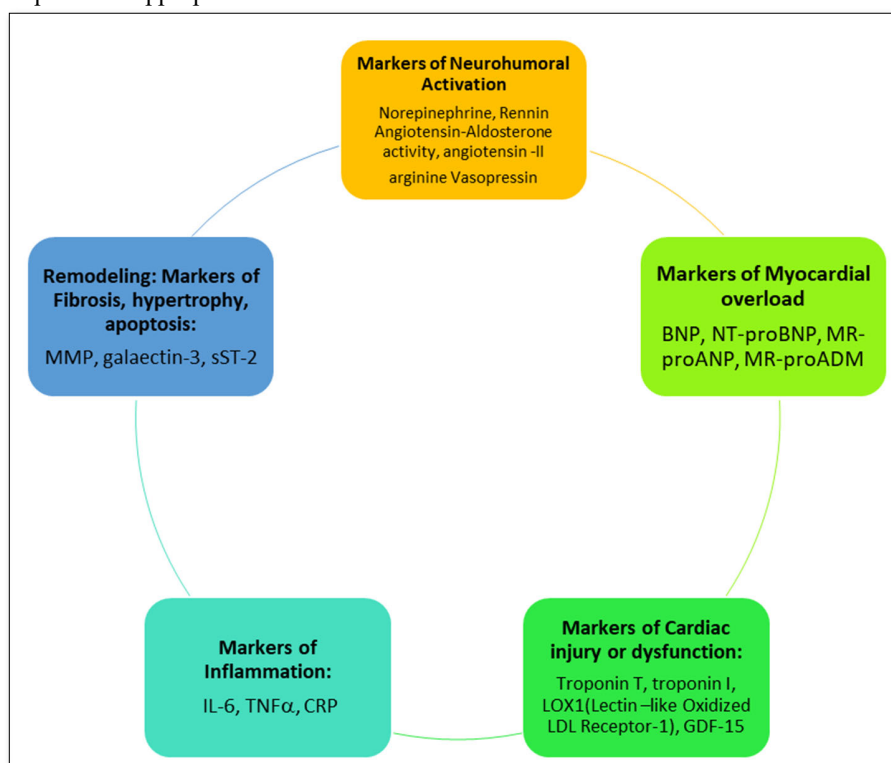 Markers of Neurohumoral
Activation
Norepinephrine, Rennin
Angiotensin-Aldosterone
activity, angiotensin -II
arginine Vasopressin
Markers of Myocardial
overload
BNP, NT-proBNP, MR-
proANP, MR-proADM
Markers of Cardiac
injury or dysfunction:
Troponin T, troponin I,
LOX1(Lectin –like Oxidized
LDL Receptor-1), GDF-15
Markers of
Inflammation:
IL-6, TNFα, CRP
Remodeling: Markers of
Fibrosis, hypertrophy,
apoptosis:
MMP, galaectin-3, sST-2